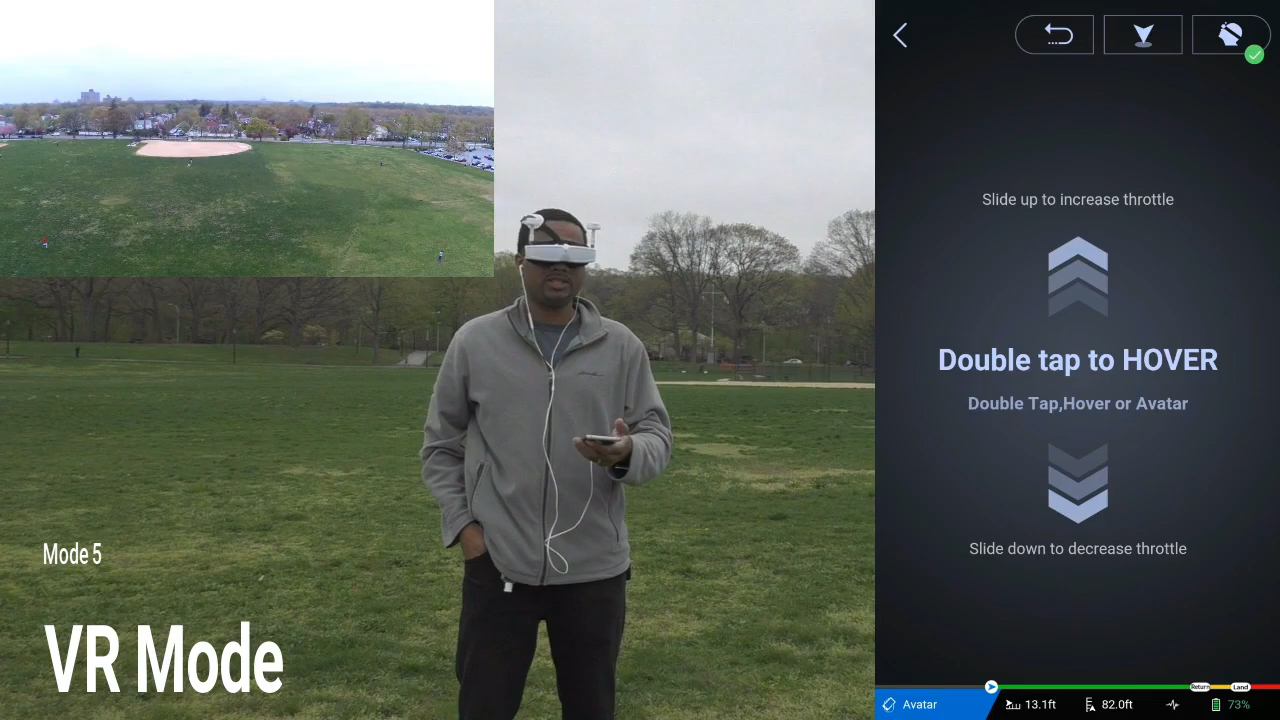 Mode 5
VR Mode
Slide up to increase throttle
Double tap to HOVER
Double Tap,Hover or Avatar
Slide down to decrease throttle
Return
Land
Avatar
13.1ft
82.0ft
73%